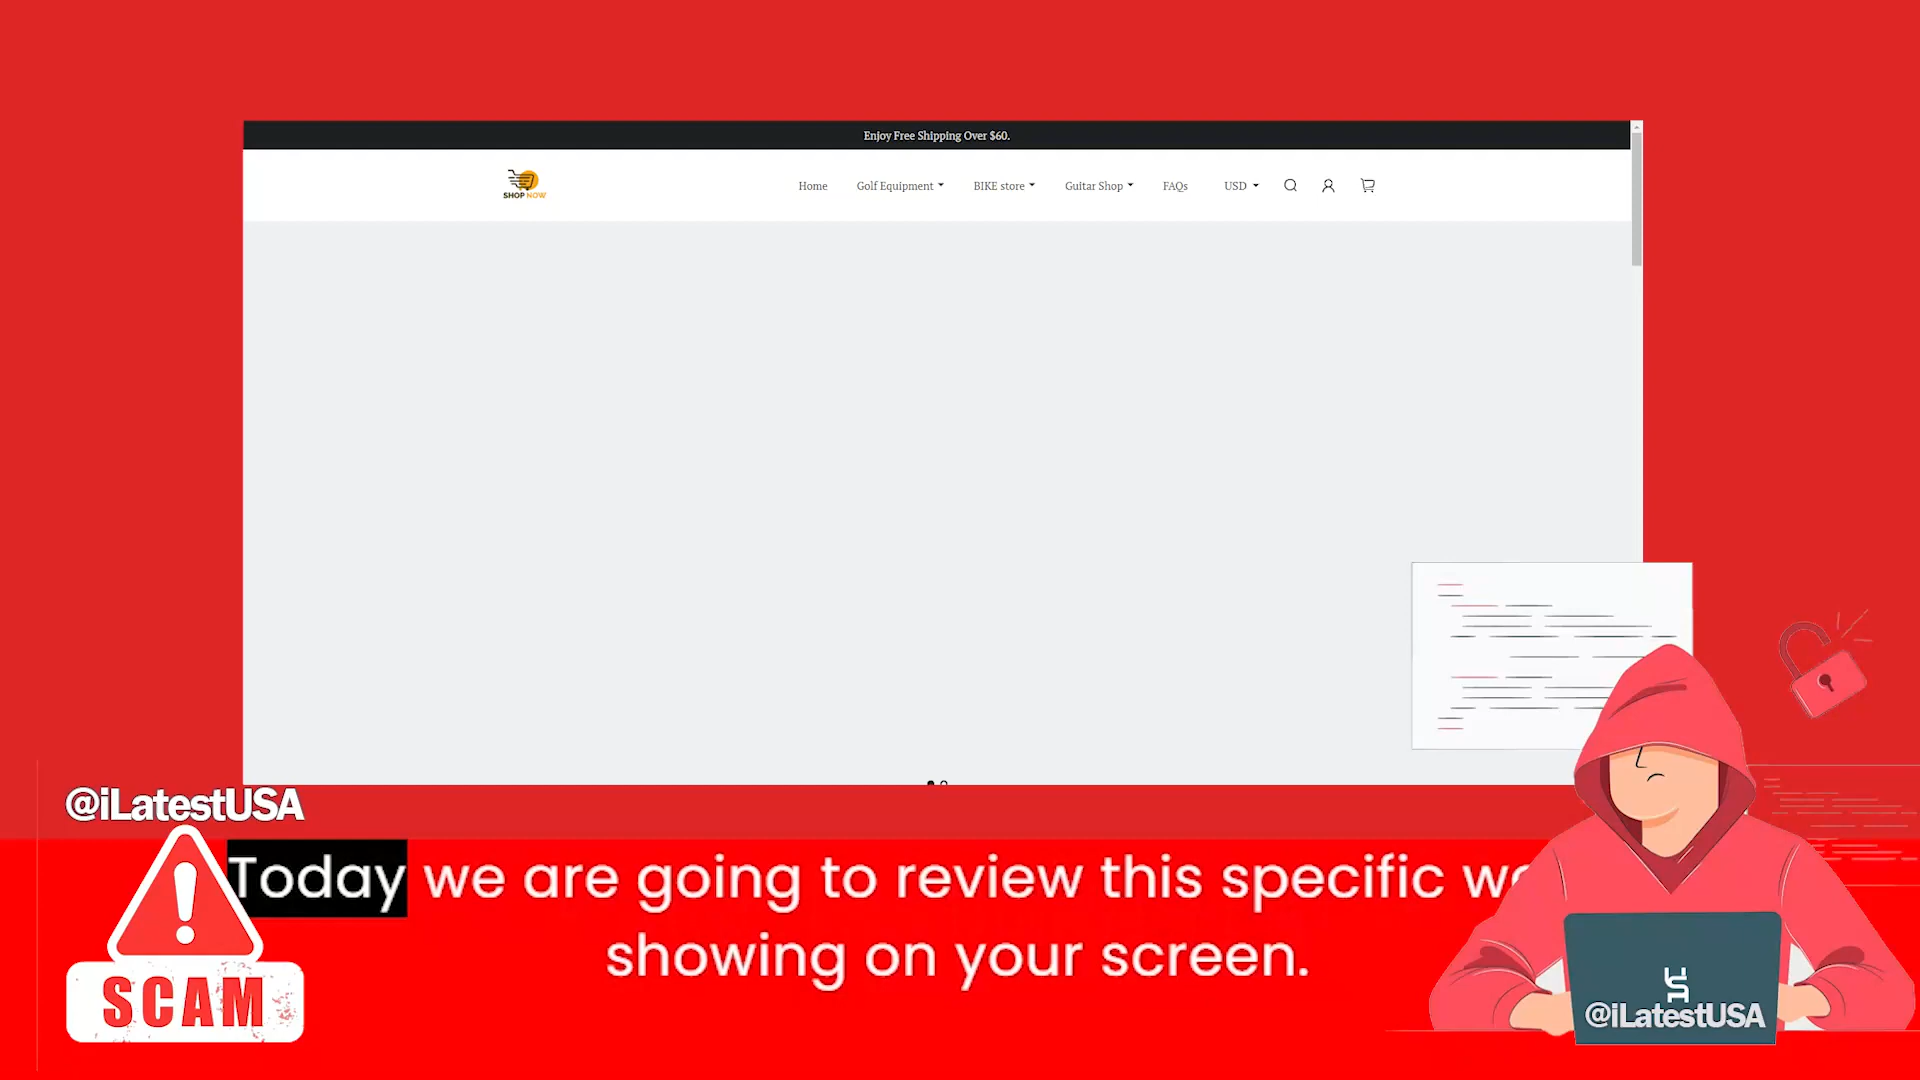 Enjoy Free Shipping Over $60.
SHOP NOW
Home Golf Equipment BIKE store Guitar Shop FAQs USD
@iLatestUSA
Today we are going to review this specific
showing on your screen.
SCAM
@iLatestUSA